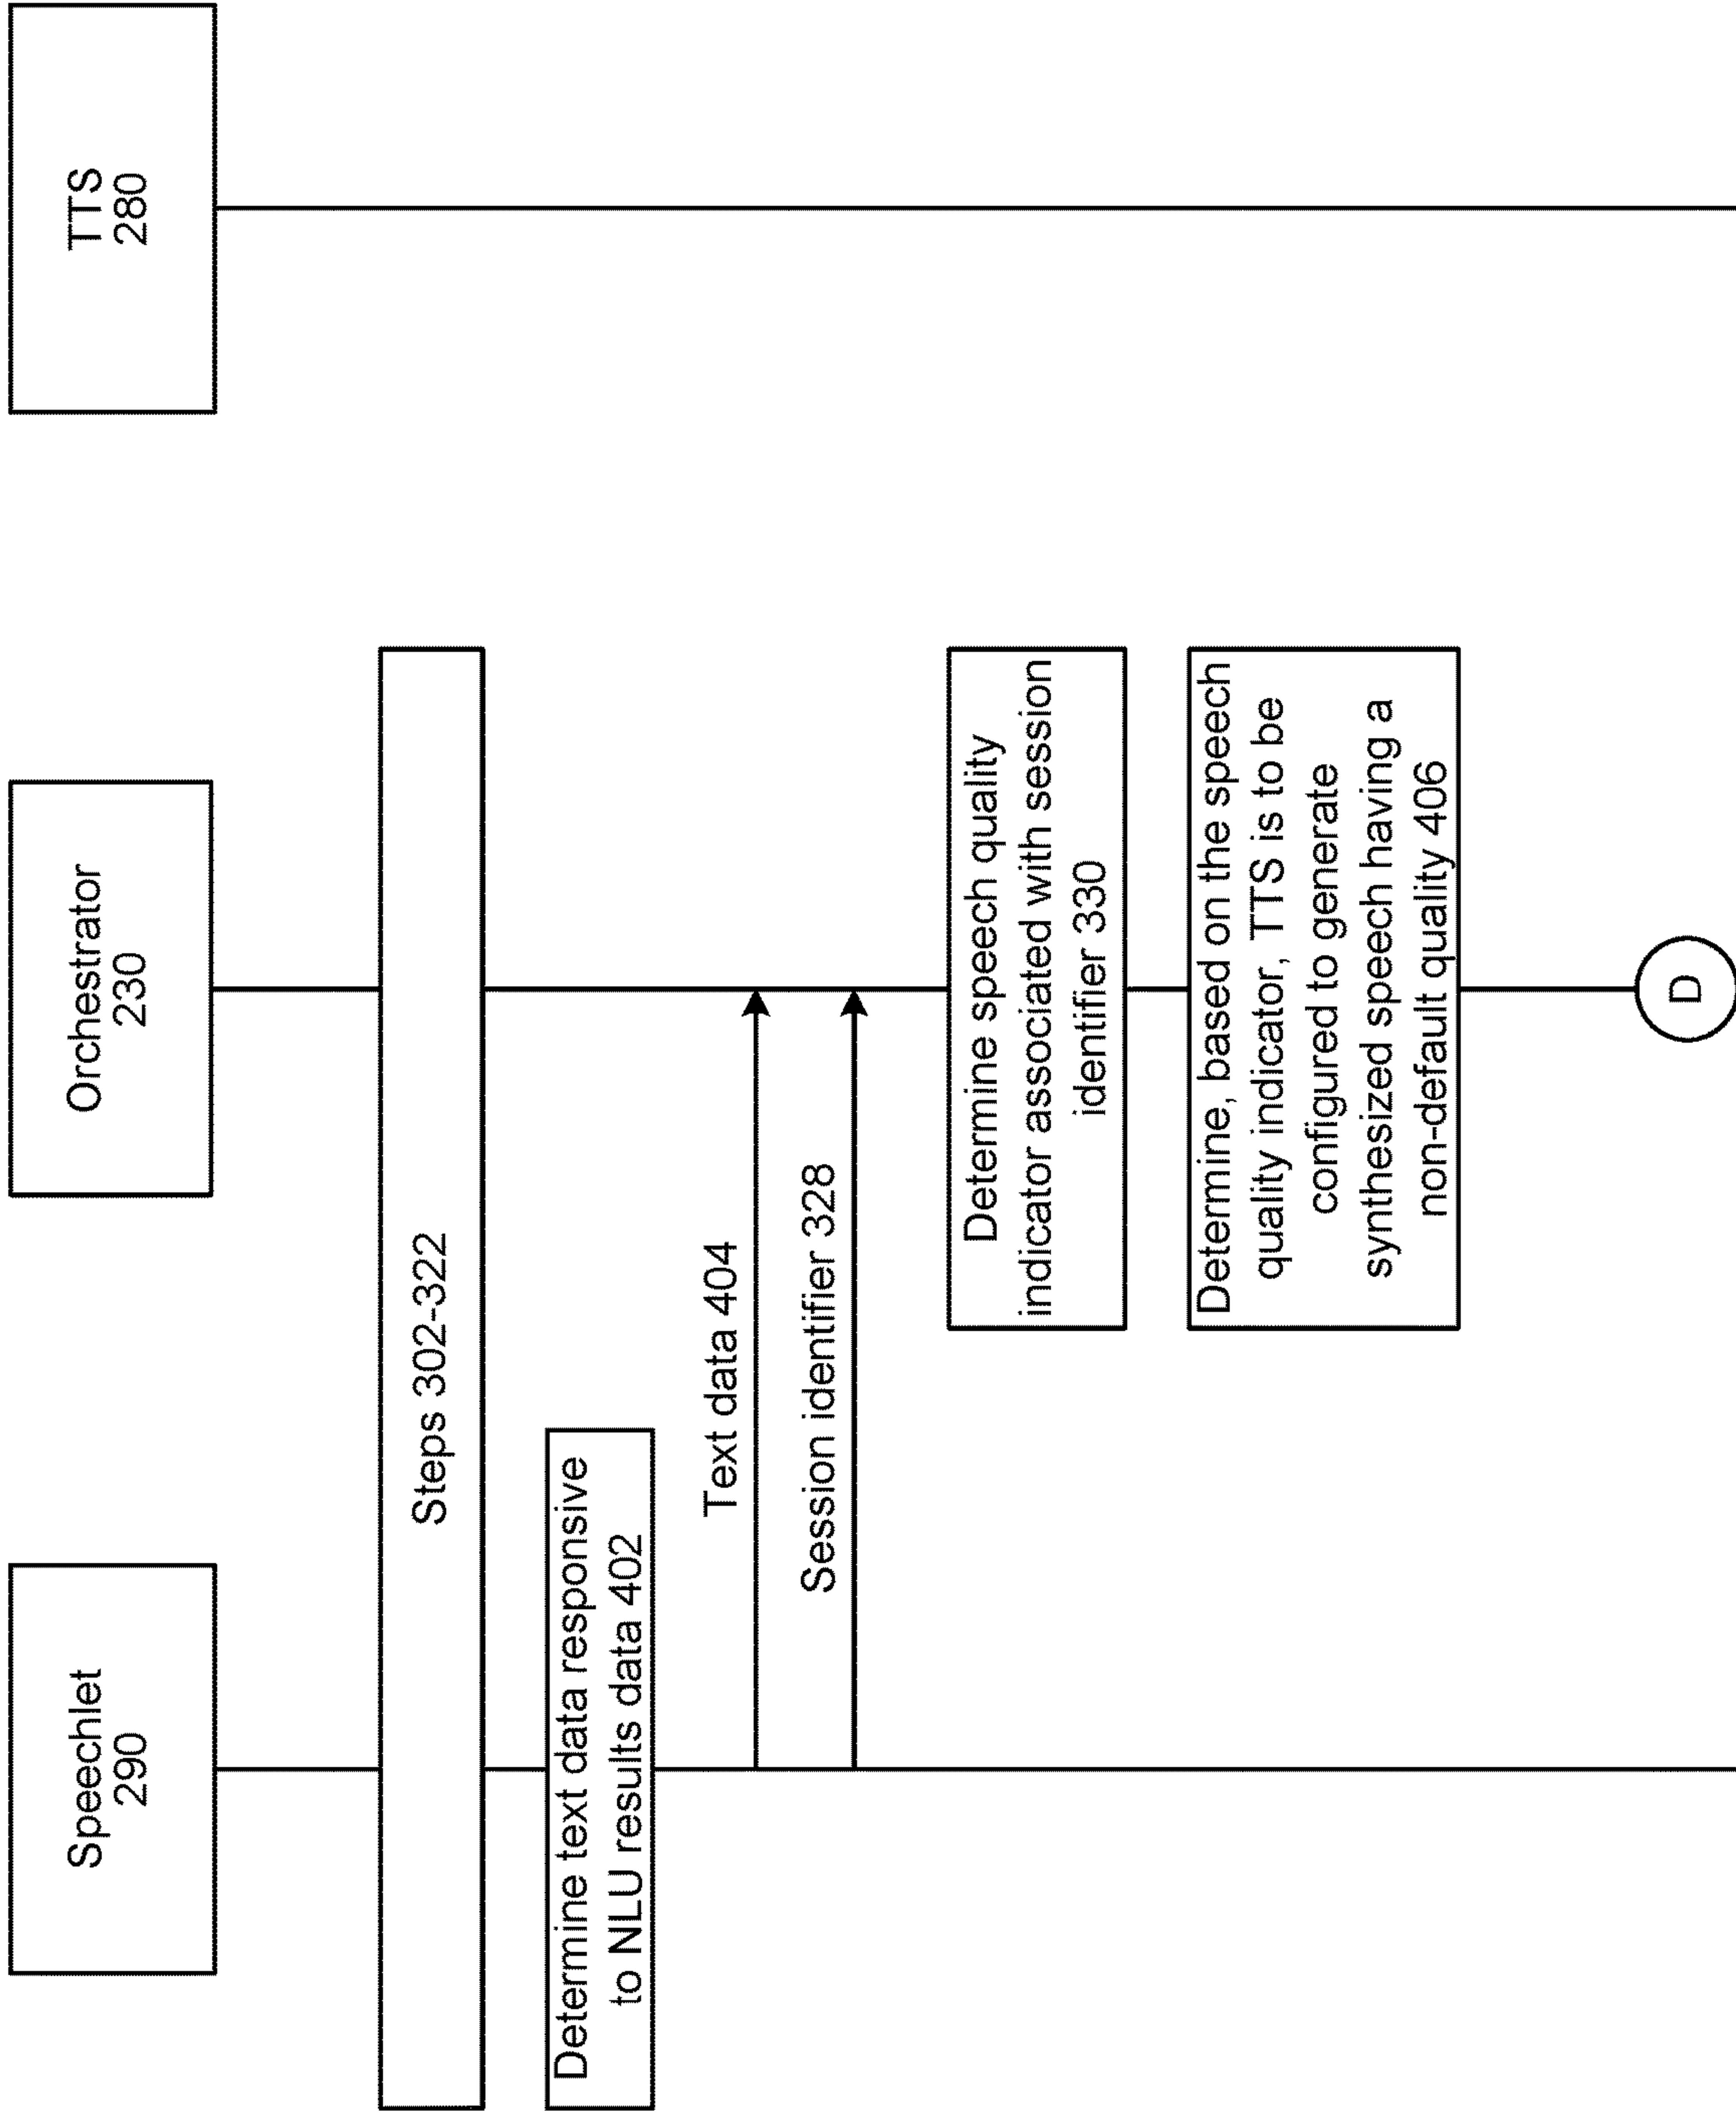 Speechlet
290
Orchestrator
230
TTS
280
Steps 302-322
Determine text data responsive
to NLU results data 402
Text data 404
Session identifier 328
Determine speech quality
indicator associated with session
identifier 330
Determine, based on the speech
quality indicator, TTS is to be
configured to generate
synthesized speech having a
non-default quality 406
D